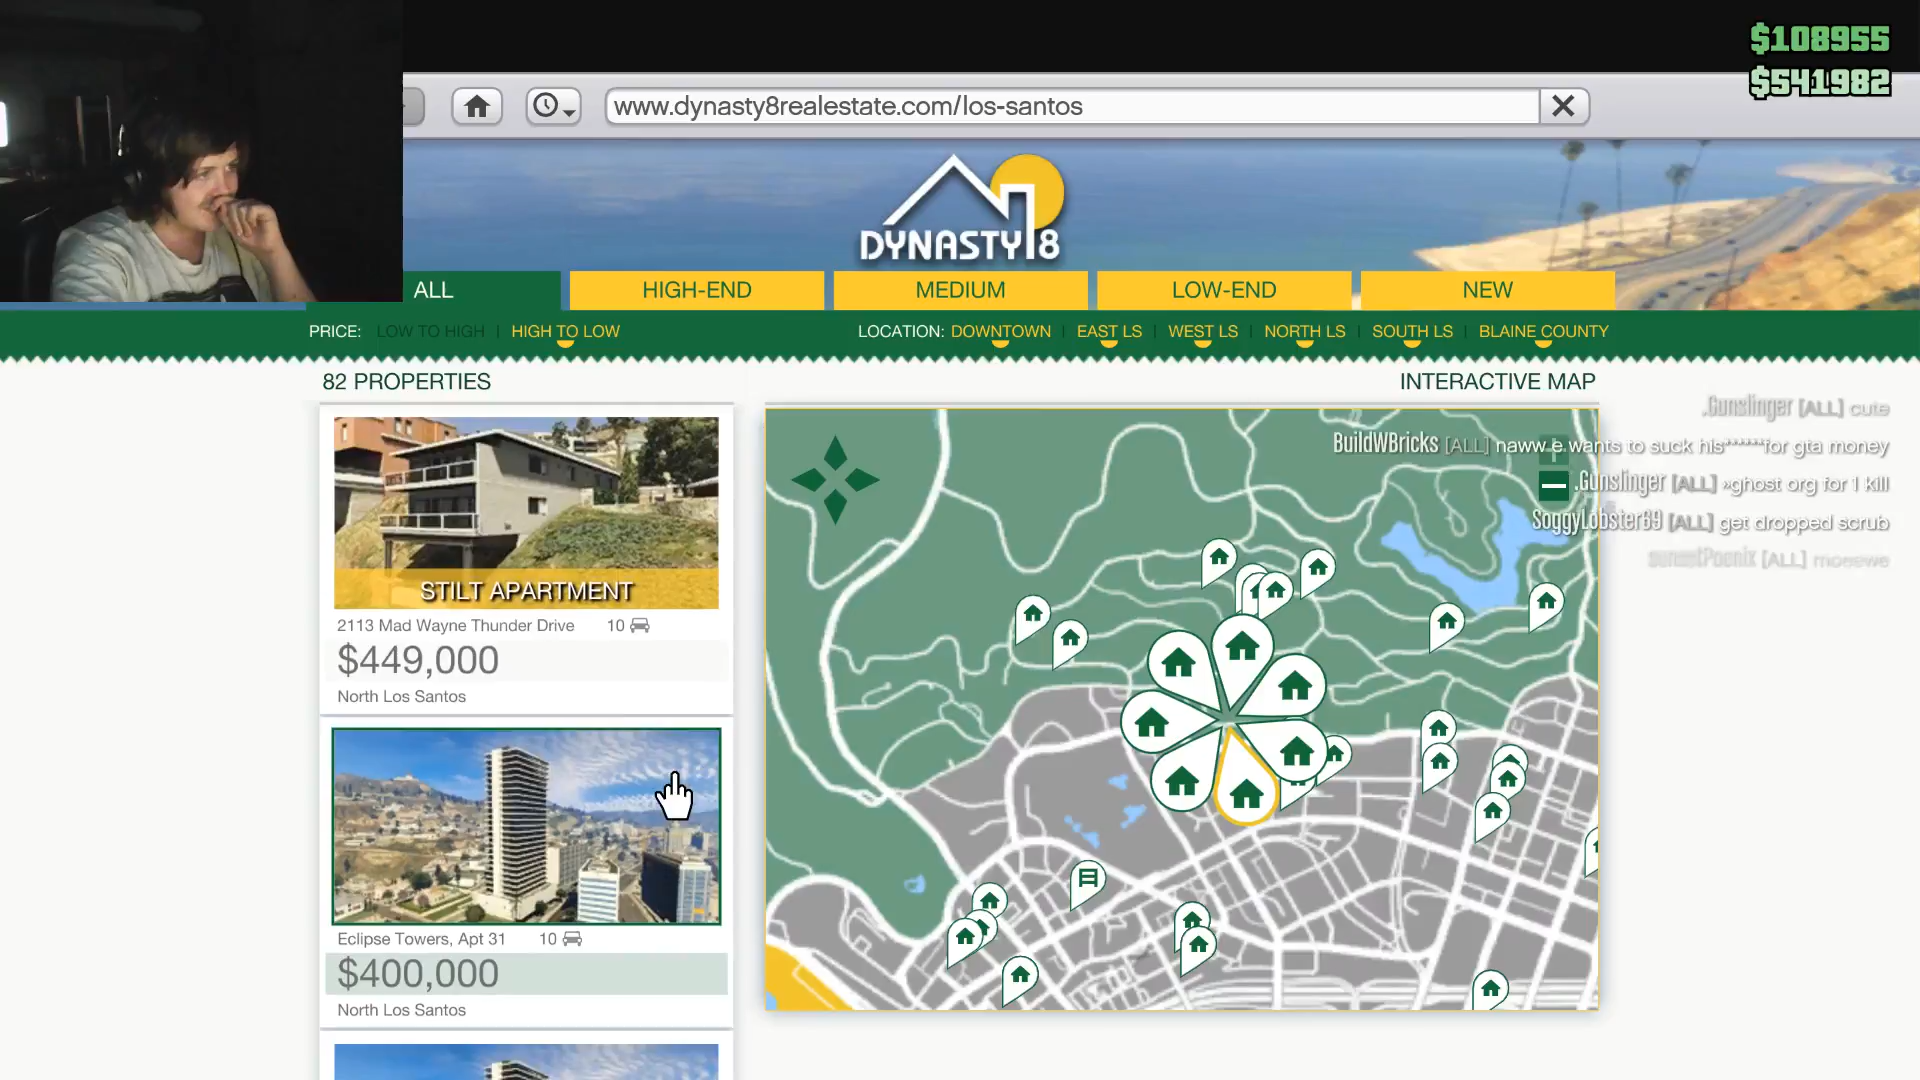 $108955
$541982
www.dynasty8realestate.com/los-santos
DYNASTY 8
ALL
HIGH-END
MEDIUM
LOW-END
NEW
PRICE: LOW TO HIGH | HIGH TO LOW
LOCATION: DOWNTOWN | EAST LS | WEST LS | NORTH LS | SOUTH LS | BLAINE COUNTY
82 PROPERTIES
INTERACTIVE MAP
.Gunslinger [ALL] cute
BuildWBricks [ALL] naww e wants to suck his******for gta money
.Gunslinger [ALL] »ghost org for 1 kill
SoggyLobster69 [ALL] get dropped scrub
sunsetPoenix [ALL] moeewe
STILT APARTMENT
2113 Mad Wayne Thunder Drive 10
$449,000
North Los Santos
Eclipse Towers, Apt 31 10
$400,000
North Los Santos